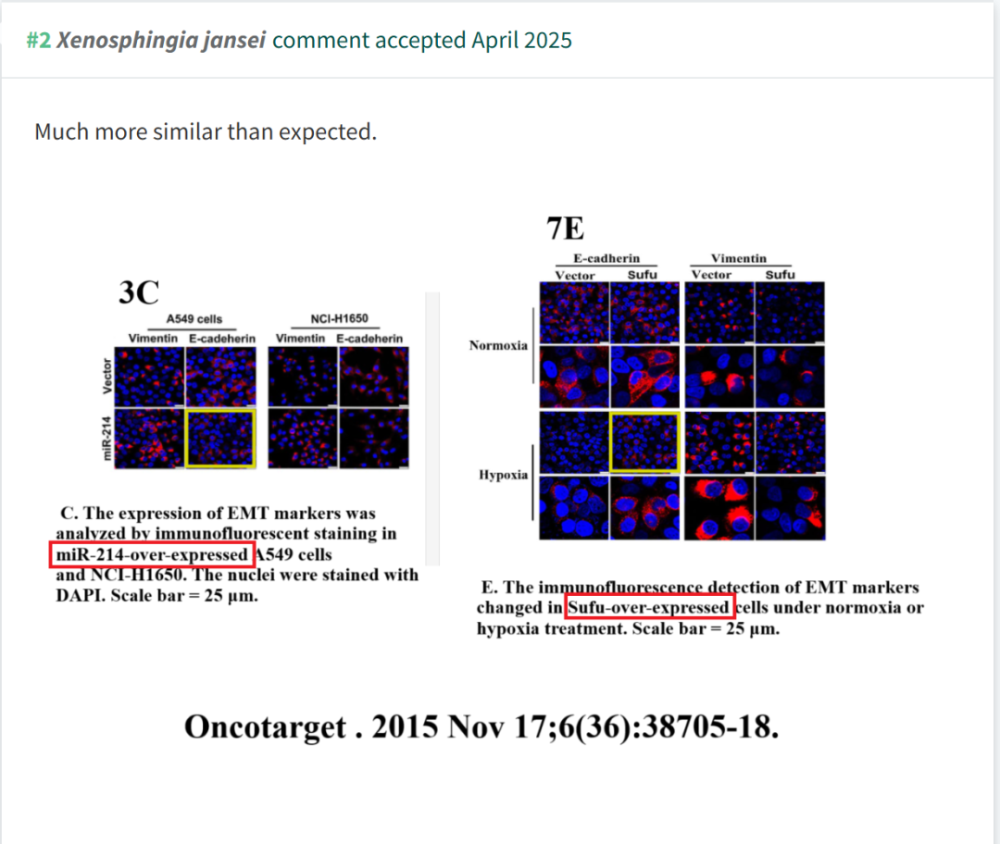 #2 Xenosphingia jansei comment accepted April 2025
Much more similar than expected.
3C
A549 cells
NCI-H1650
Vimentin E-cadeherin
Vimentin E-cadeherin
Vector
miR-214
C. The expression of EMT markers was
analyzed by immunofluorescent staining in
miR-214-over-expressed A549 cells
and NCI-H1650. The nuclei were stained with
DAPI. Scale bar = 25 μm.
7E
E-cadherin
Vimentin
Vector
Sufu
Vector
Sufu
Normoxia
Hypoxia
E. The immunofluorescence detection of EMT markers
changed in Sufu-over-expressed cells under normoxia or
hypoxia treatment. Scale bar = 25 μm.
Oncotarget . 2015 Nov 17;6(36):38705-18.